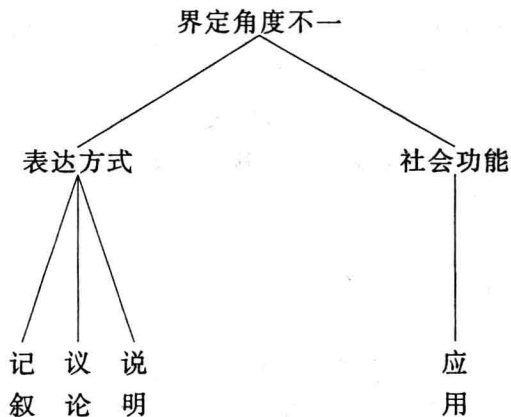 界定角度不一
表达方式 社会功能
记叙 议论 说明 应用